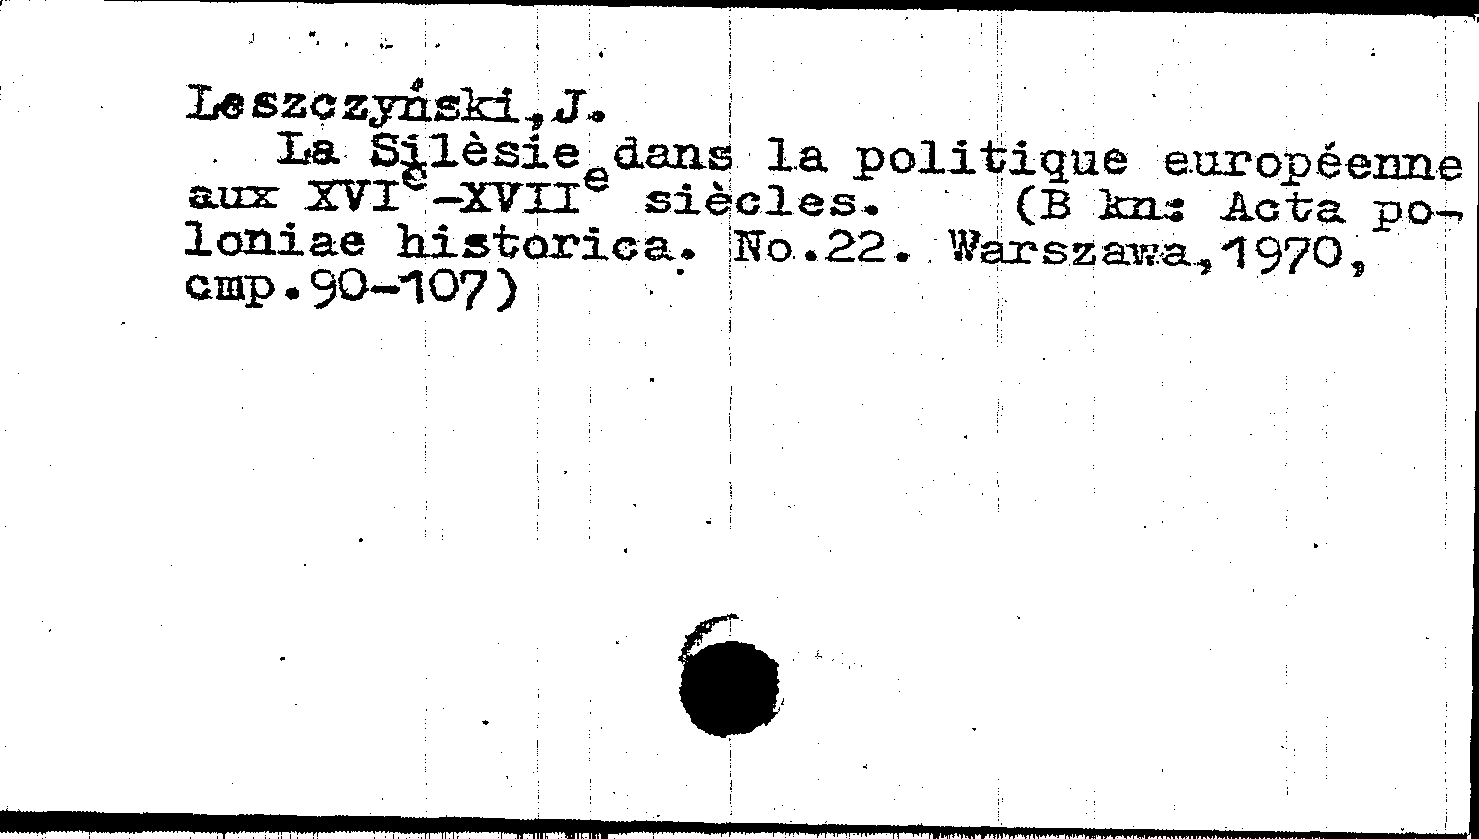 Leszczyński,J.
La Silèsie dans la politique européenne
aux XVIᵉ-XVIIᵉ siècles. (В кн: Acta po-
loniae historica. No.22. Warszawa,1970,
стр.90-107)